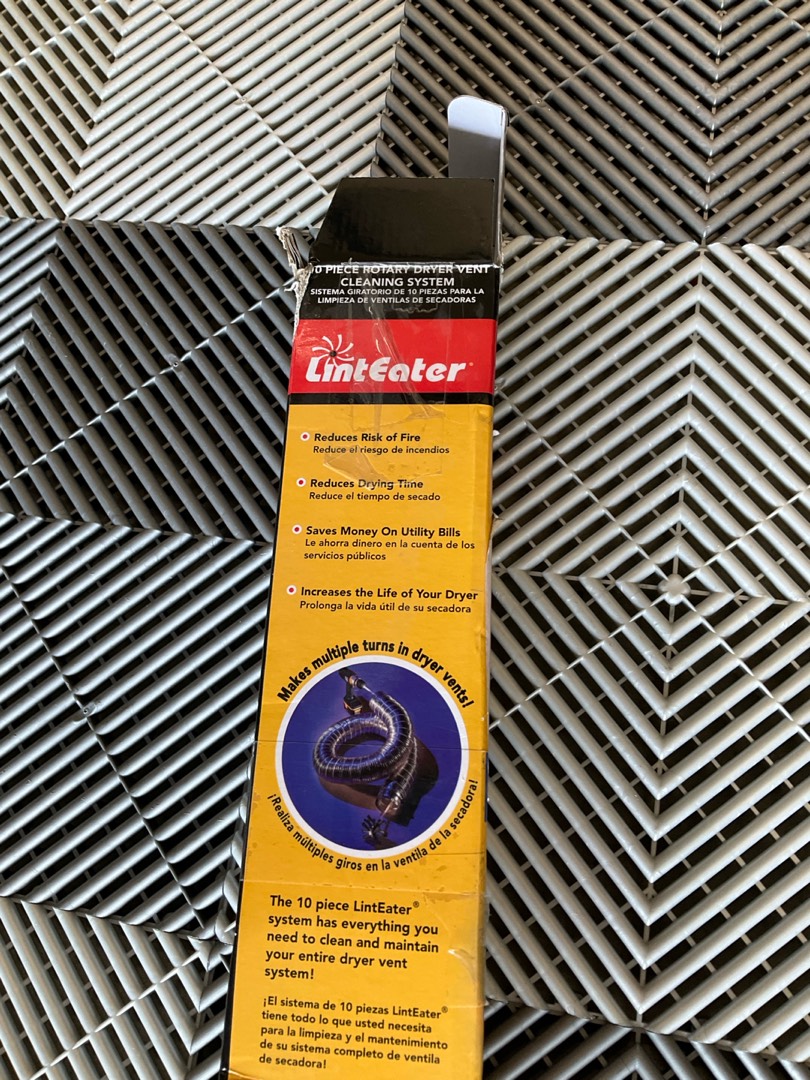 10 PIECE ROTARY DRYER VENT
CLEANING SYSTEM
SISTEMA GIRATORIO DE 10 PIEZAS PARA LA
LIMPIEZA DE VENTILAS DE SECADORAS
LintEater®
Reduces Risk of Fire
Reduce el riesgo de incendios
Reduces Drying Time
Reduce el tiempo de secado
Saves Money On Utility Bills
Le ahorra dinero en la cuenta de los
servicios públicos
Increases the Life of Your Dryer
Prolonga la vida útil de su secadora
Makes multiple turns in dryer vents!
¡Realiza múltiples giros en la ventila de la secadora!
The 10 piece LintEater®
system has everything you
need to clean and maintain
your entire dryer vent
system!
¡El sistema de 10 piezas LintEater®
tiene todo lo que usted necesita
para la limpieza y el mantenimiento
de su sistema completo de ventila
de secadora!